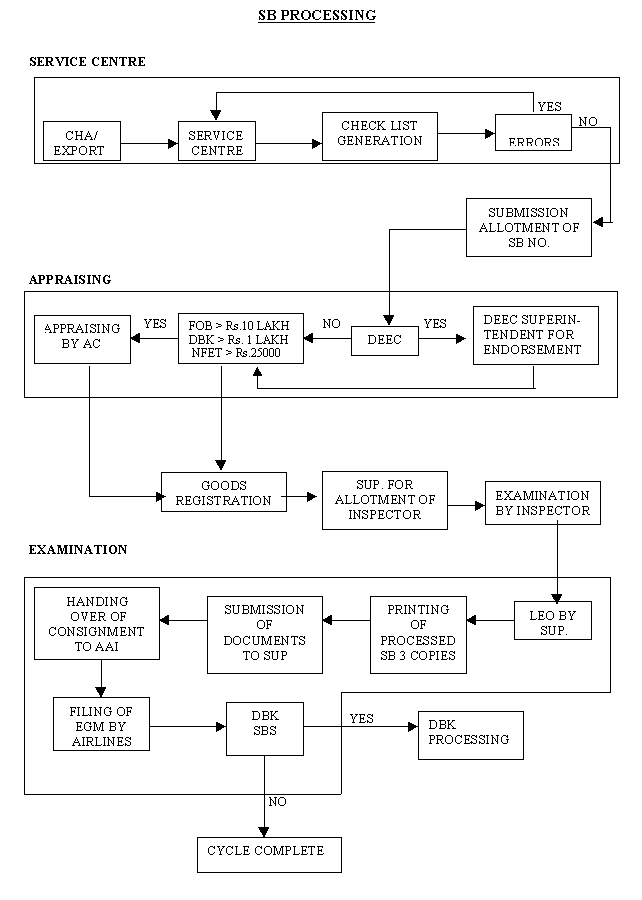 SB PROCESSING
SERVICE CENTRE
YES
NO
CHA/
EXPORT
SERVICE
CENTRE
CHECK LIST
GENERATION
ERRORS
SUBMISSION
ALLOTMENT OF
SB NO.
APPRAISING
APPRAISING
BY AC
YES
FOB > Rs.10 LAKH
DBK > Rs. 1 LAKH
NFET > Rs.25000
NO
DEEC
YES
DEEC SUPERIN-
TENDENT FOR
ENDORSEMENT
GOODS
REGISTRATION
SUP. FOR
ALLOTMENT OF
INSPECTOR
EXAMINATION
BY INSPECTOR
EXAMINATION
HANDING
OVER OF
CONSIGNMENT
TO AAI
SUBMISSION
OF
DOCUMENTS
TO SUP
PRINTING
OF
PROCESSED
SB 3 COPIES
LEO BY
SUP.
FILING OF
EGM BY
AIRLINES
DBK
SBS
YES
DBK
PROCESSING
NO
CYCLE COMPLETE